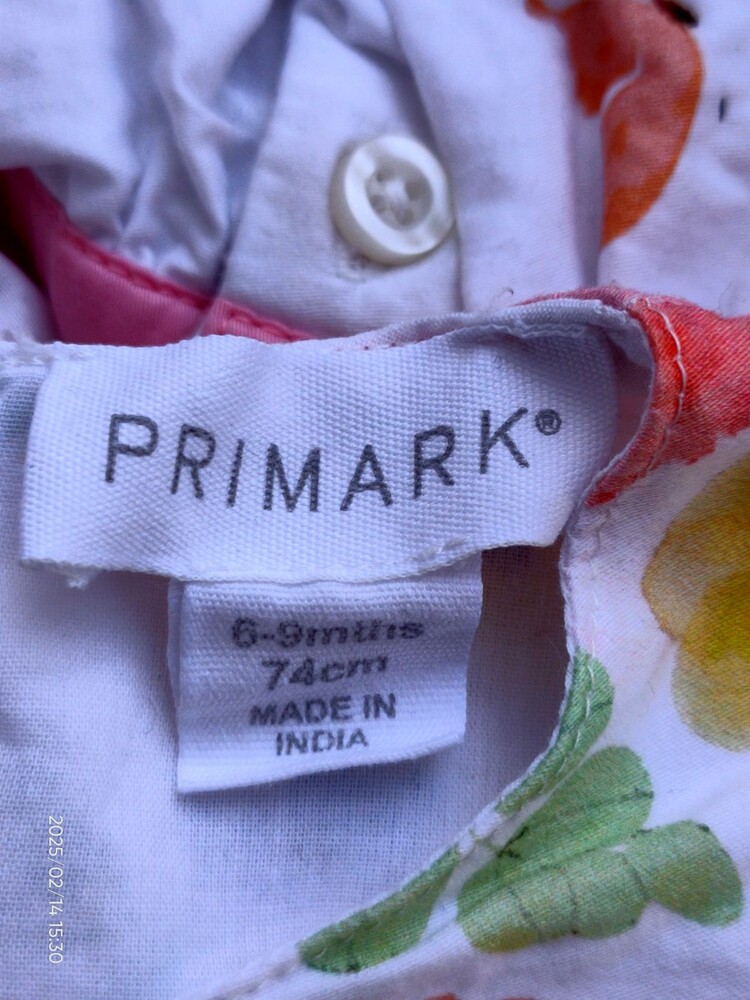 PRIMARK®
6-9mths
74cm
MADE IN
INDIA
2025/02/14 15:30